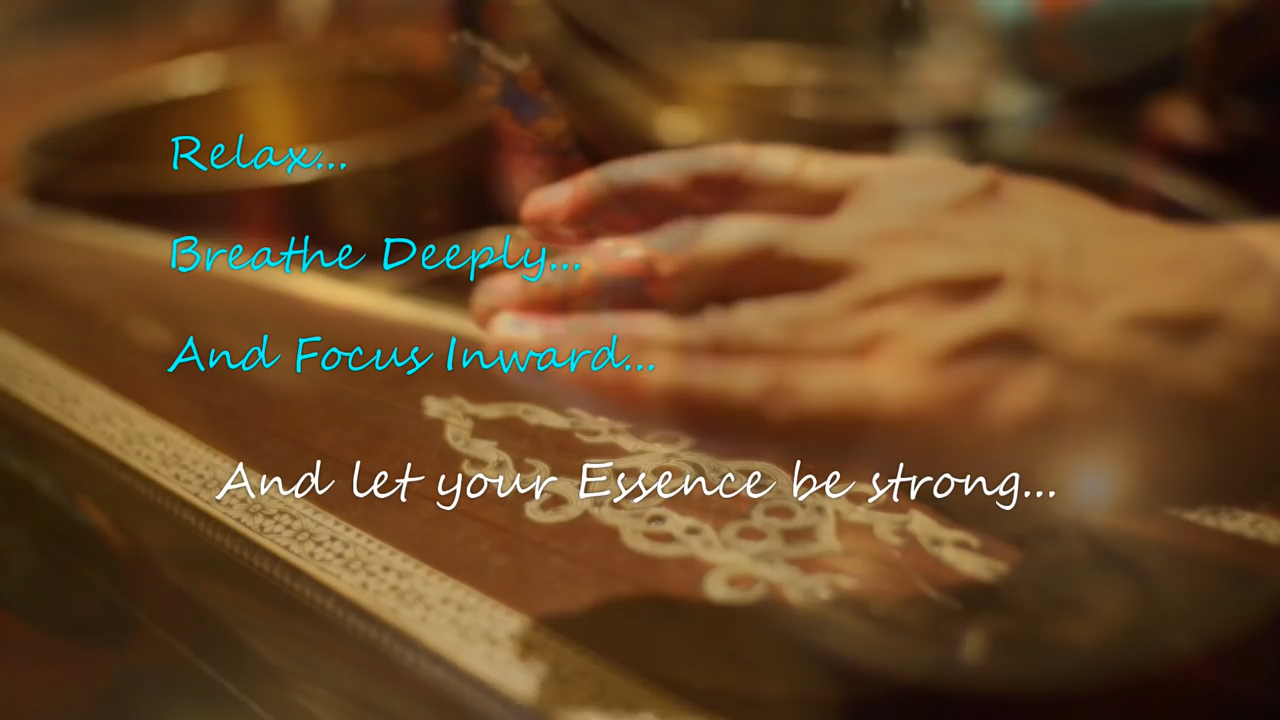 Relax...
Breathe Deeply...
And Focus Inward...
And let your Essence be strong...